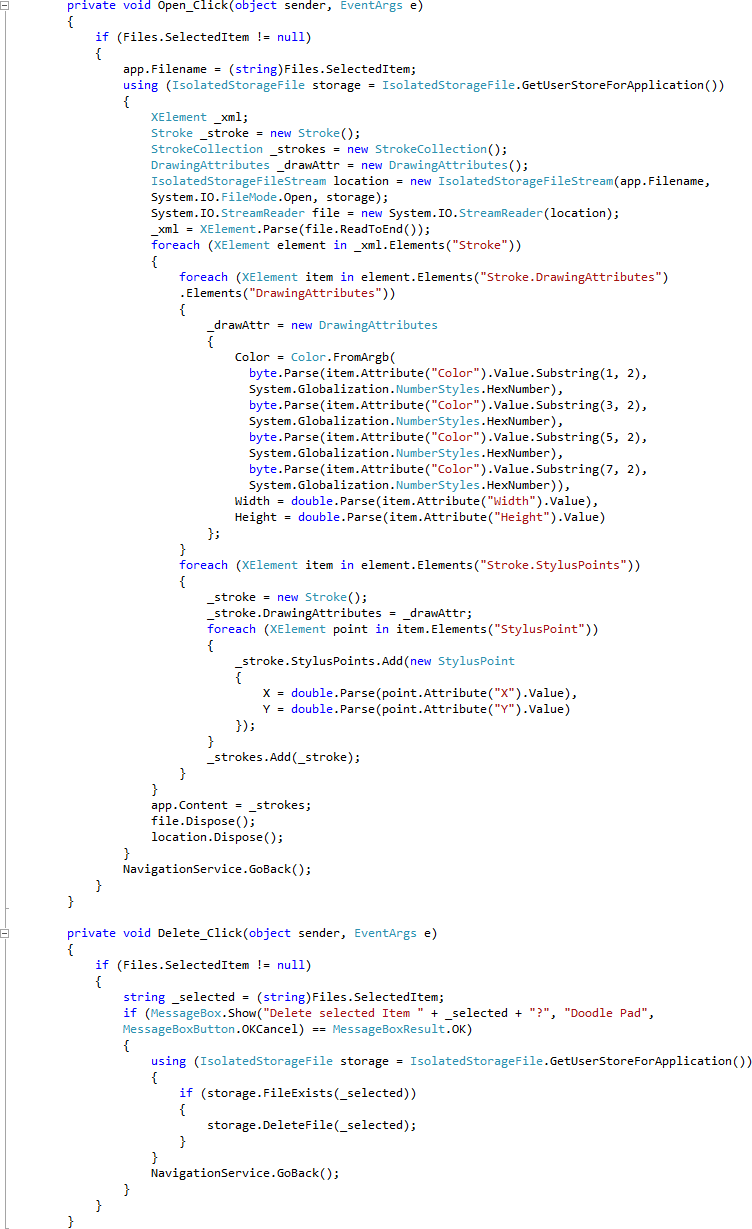 private void Open_Click(object sender, EventArgs e)
{
if (Files.SelectedItem != null)
{
app.Filename = (string)Files.SelectedItem;
using (IsolatedStorageFile storage = IsolatedStorageFile.GetUserStoreForApplication())
{
XElement _xml;
Stroke _stroke = new Stroke();
StrokeCollection _strokes = new StrokeCollection();
DrawingAttributes _drawAttr = new DrawingAttributes();
IsolatedStorageFileStream location = new IsolatedStorageFileStream(app.Filename,
System.IO.FileMode.Open, storage);
System.IO.StreamReader file = new System.IO.StreamReader(location);
_xml = XElement.Parse(file.ReadToEnd());
foreach (XElement element in _xml.Elements("Stroke"))
{
foreach (XElement item in element.Elements("Stroke.DrawingAttributes")
.Elements("DrawingAttributes"))
{
_drawAttr = new DrawingAttributes
{
Color = Color.FromArgb(
byte.Parse(item.Attribute("Color").Value.Substring(1, 2),
System.Globalization.NumberStyles.HexNumber),
byte.Parse(item.Attribute("Color").Value.Substring(3, 2),
System.Globalization.NumberStyles.HexNumber),
byte.Parse(item.Attribute("Color").Value.Substring(5, 2),
System.Globalization.NumberStyles.HexNumber),
byte.Parse(item.Attribute("Color").Value.Substring(7, 2),
System.Globalization.NumberStyles.HexNumber)),
Width = double.Parse(item.Attribute("Width").Value),
Height = double.Parse(item.Attribute("Height").Value)
};
}
foreach (XElement item in element.Elements("Stroke.StylusPoints"))
{
_stroke = new Stroke();
_stroke.DrawingAttributes = _drawAttr;
foreach (XElement point in item.Elements("StylusPoint"))
{
_stroke.StylusPoints.Add(new StylusPoint
{
X = double.Parse(point.Attribute("X").Value),
Y = double.Parse(point.Attribute("Y").Value)
});
}
_strokes.Add(_stroke);
}
}
app.Content = _strokes;
file.Dispose();
location.Dispose();
}
NavigationService.GoBack();
}
}
private void Delete_Click(object sender, EventArgs e)
{
if (Files.SelectedItem != null)
{
string _selected = (string)Files.SelectedItem;
if (MessageBox.Show("Delete selected Item " + _selected + "?", "Doodle Pad",
MessageBoxButton.OKCancel) == MessageBoxResult.OK)
{
using (IsolatedStorageFile storage = IsolatedStorageFile.GetUserStoreForApplication())
{
if (storage.FileExists(_selected))
{
storage.DeleteFile(_selected);
}
}
NavigationService.GoBack();
}
}
}